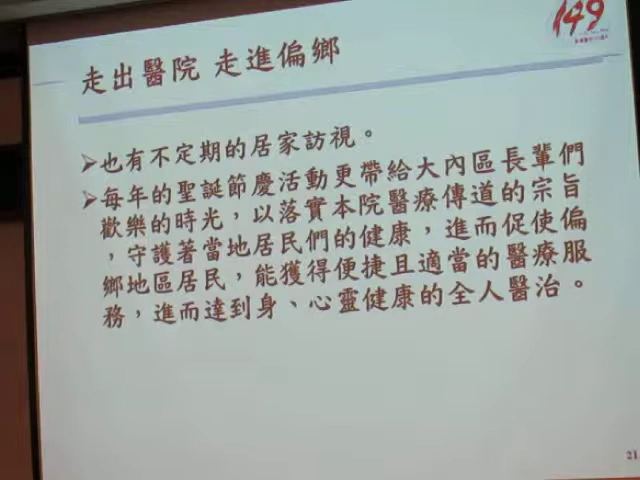 149
走出醫院 走進偏鄉
➢也有不定期的居家訪視。
➢每年的聖誕節慶活動更帶給大內區長輩們
歡樂的時光，以落實本院醫療傳道的宗旨
，守護著當地居民們的健康，進而促使偏
鄉地區居民，能獲得便捷且適當的醫療服
務，進而達到身、心靈健康的全人醫治。
21